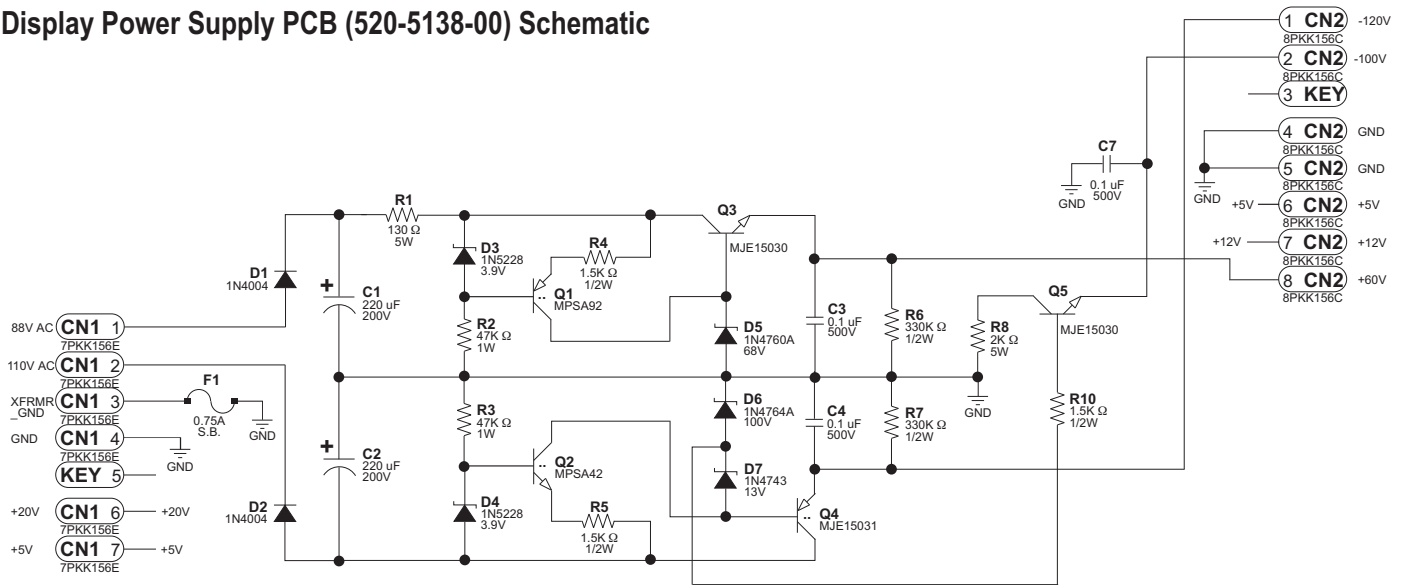 Display Power Supply PCB (520-5138-00) Schematic
1 CN2 -120V
8PKK156C
2 CN2 -100V
8PKK156C
3 KEY
4 CN2 GND
8PKK156C
5 CN2 GND
8PKK156C
GND
+5V 6 CN2 +5V
8PKK156C
+12V 7 CN2 +12V
8PKK156C
8 CN2 +60V
8PKK156C
C7
0.1 uF
500V
GND
R1
130 Ω
5W
Q3
MJE15030
D3
1N5228
3.9V
R4
1.5K Ω
1/2W
D1
1N4004
+
C1
220 uF
200V
Q1
MPSA92
R2
47K Ω
1W
D5
1N4760A
68V
C3
0.1 uF
500V
R6
330K Ω
1/2W
R8
2K Ω
5W
Q5
MJE15030
88V AC CN1 1
7PKK156E
110V AC CN1 2
7PKK156E
XFRMR
_GND
CN1 3
7PKK156E
F1
0.75A
S.B.
GND
GND CN1 4
GND
KEY 5
+20V CN1 6 +20V
7PKK156E
+5V CN1 7 +5V
7PKK156E
R3
47K Ω
1W
D6
1N4764A
100V
C4
0.1 uF
500V
R7
330K Ω
1/2W
GND
R10
1.5K Ω
1/2W
+
C2
220 uF
200V
Q2
MPSA42
D7
1N4743
13V
D2
1N4004
D4
1N5228
3.9V
R5
1.5K Ω
1/2W
Q4
MJE15031